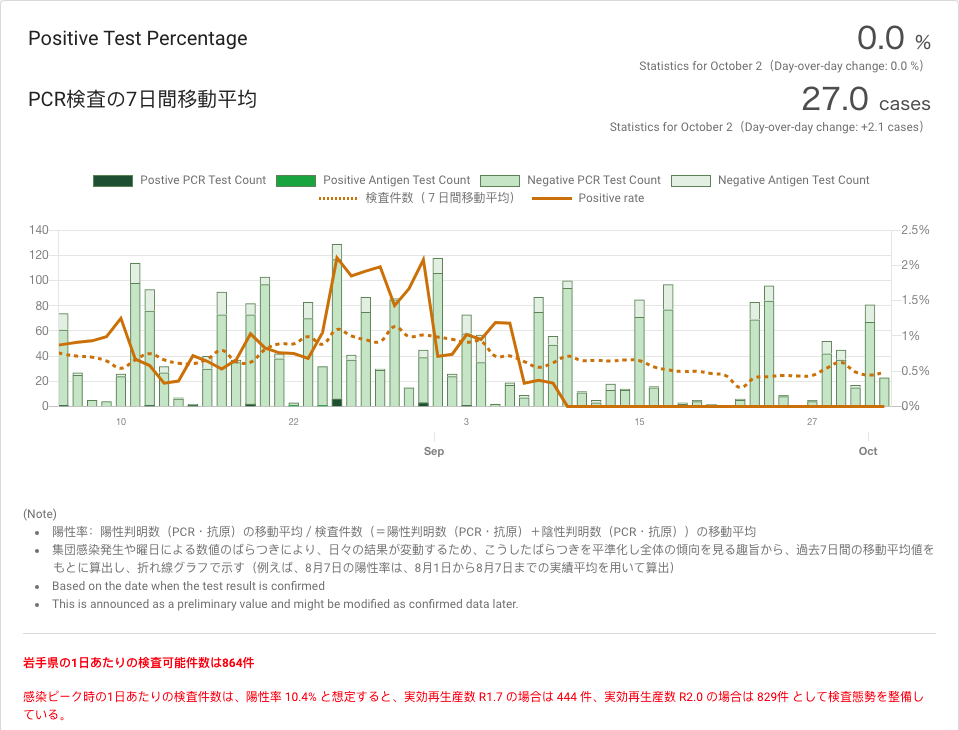 Positive Test Percentage
0.0 %
Statistics for October 2（Day-over-day change: 0.0 %）
PCR検査の7日間移動平均
27.0 cases
Statistics for October 2（Day-over-day change: +2.1 cases）
Postive PCR Test Count Positive Antigen Test Count Negative PCR Test Count Negative Antigen Test Count
検査件数（７日間移動平均） Positive rate
140 2.5%
120 2%
100
80 1.5%
60 1%
40 0.5%
20
0 0%
10 22 3 15 27
Sep Oct
(Note)
陽性率：陽性判明数（PCR・抗原）の移動平均 / 検査件数（＝陽性判明数（PCR・抗原）＋陰性判明数（PCR・抗原））の移動平均
集団感染発生や曜日による数値のばらつきにより、日々の結果が変動するため、こうしたばらつきを平準化し全体の傾向を見る趣旨から、過去7日間の移動平均値を
もとに算出し、折れ線グラフで示す（例えば、8月7日の陽性率は、8月1日から8月7日までの実績平均を用いて算出）
Based on the date when the test result is confirmed
This is announced as a preliminary value and might be modified as confirmed data later.
岩手県の1日あたりの検査可能件数は864件
感染ピーク時の1日あたりの検査件数は、陽性率 10.4% と想定すると、実効再生産数 R1.7 の場合は 444 件、実効再生産数 R2.0 の場合は 829件 として検査態勢を整備し
ている。